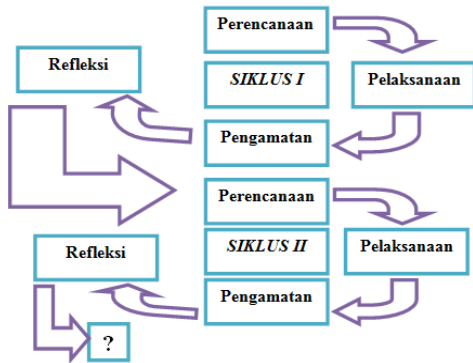 Perencanaan
Refleksi
SIKLUS I
Pelaksanaan
Pengamatan
Perencanaan
Refleksi
SIKLUS II
Pelaksanaan
Pengamatan
?